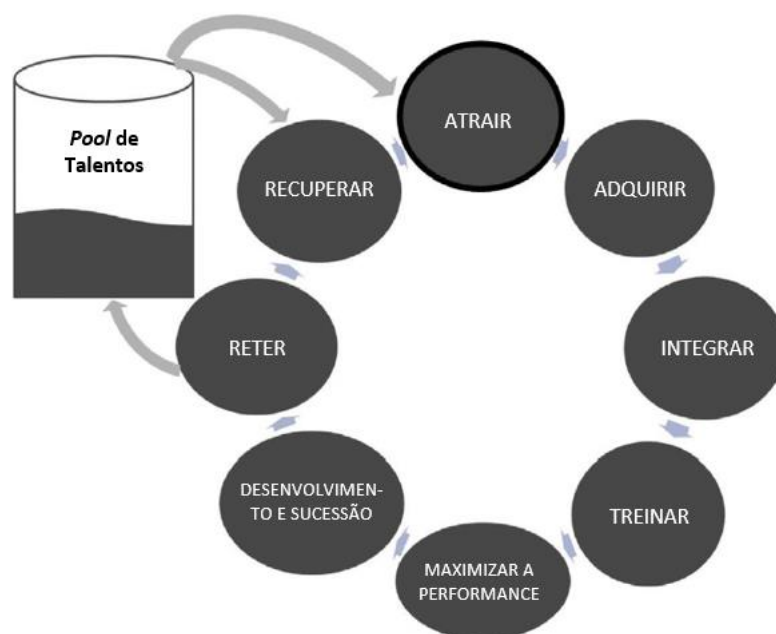 Pool de
Talentos
ATRAIR
ADQUIRIR
INTEGRAR
TREINAR
MAXIMIZAR A
PERFORMANCE
DESENVOLVIMEN-
TO E SUCESSÃO
RETER
RECUPERAR